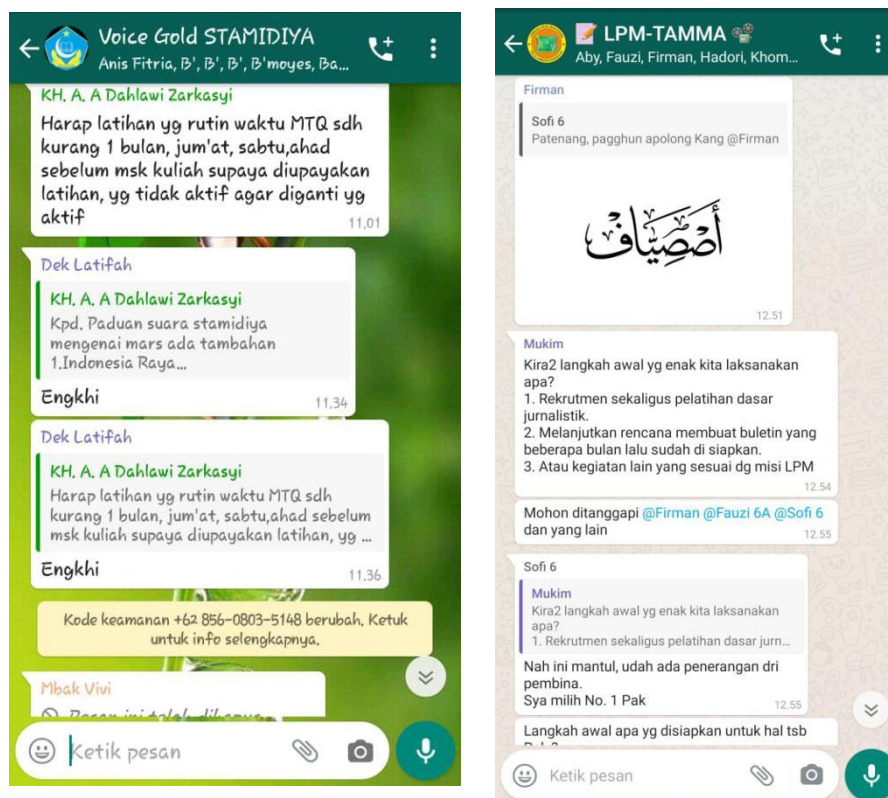 Voice Gold STAMIDIYA
Anis Fitria, B', B', B', B'moyes, Ba...
KH. A. A Dahlawi Zarkasyi
Harap latihan yg rutin waktu MTQ sdh
kurang 1 bulan, jum'at, sabtu,ahad
sebelum msk kuliah supaya diupayakan
latihan, yg tidak aktif agar diganti yg
aktif
11.01
Dek Latifah
KH. A. A Dahlawi Zarkasyi
Kpd. Paduan suara stamidiya
mengenai mars ada tambahan
1.Indonesia Raya...
Engkhi
11.34
Dek Latifah
KH. A. A Dahlawi Zarkasyi
Harap latihan yg rutin waktu MTQ sdh
kurang 1 bulan, jum'at, sabtu,ahad sebelum
msk kuliah supaya diupayakan latihan, yg ...
Engkhi
11.36
Kode keamanan +62 856-0803-5148 berubah. Ketuk
untuk info selengkapnya.
Mbak Vivi
Pesan ini telah dihapus
Ketik pesan
LPM-TAMMA
Aby, Fauzi, Firman, Hadori, Khom...
Firman
Sofi 6
Patenang, pagghun apolong Kang @Firman
12.51
Mukim
Kira2 langkah awal yg enak kita laksanakan
apa?
1. Rekrutmen sekaligus pelatihan dasar
jurnalistik.
2. Melanjutkan rencana membuat buletin yang
beberapa bulan lalu sudah di siapkan.
3. Atau kegiatan lain yang sesuai dg misi LPM
12.54
Mohon ditanggapi @Firman @Fauzi 6A @Sofi 6
dan yang lain
12.55
Sofi 6
Mukim
Kira2 langkah awal yg enak kita laksanakan
apa?
1. Rekrutmen sekaligus pelatihan dasar jurn...
Nah ini mantul, udah ada penerangan dri
pembina.
Sya milih No. 1 Pak
12.55
Langkah awal apa yg disiapkan untuk hal tsb
Ketik pesan